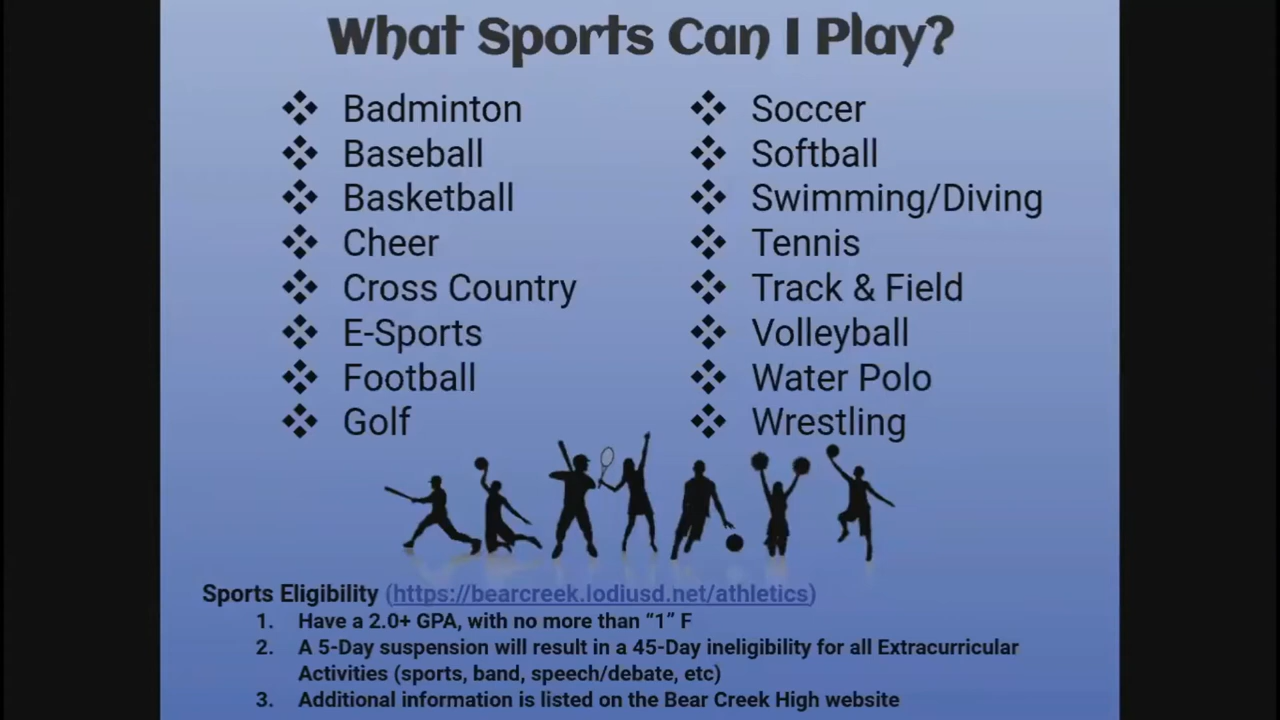 What Sports Can I Play?
Badminton
Baseball
Basketball
Cheer
Cross Country
E-Sports
Football
Golf
Soccer
Softball
Swimming/Diving
Tennis
Track & Field
Volleyball
Water Polo
Wrestling
Sports Eligibility (https://bearcreek.lodiusd.net/athletics)
1. Have a 2.0+ GPA, with no more than “1” F
2. A 5-Day suspension will result in a 45-Day ineligibility for all Extracurricular
Activities (sports, band, speech/debate, etc)
3. Additional information is listed on the Bear Creek High website